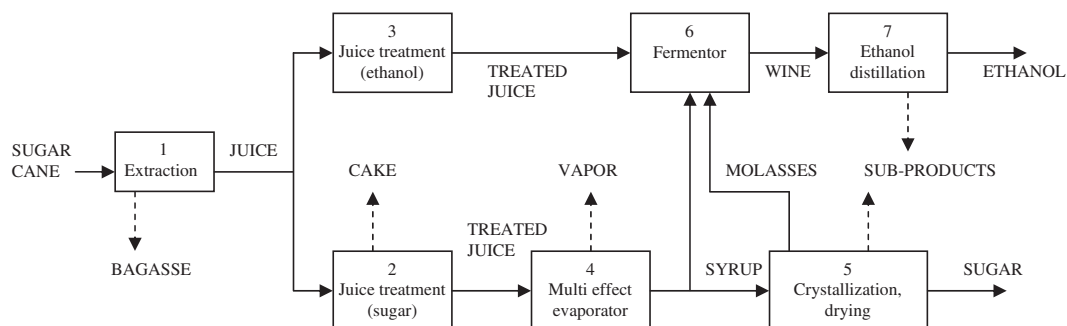 3
Juice treatment
(ethanol)
6
Fermentor
7
Ethanol
distillation
TREATED
JUICE
WINE
ETHANOL
SUGAR
CANE
1
Extraction
JUICE
CAKE
VAPOR
MOLASSES
SUB-PRODUCTS
BAGASSE
2
Juice treatment
(sugar)
TREATED
JUICE
4
Multi effect
evaporator
SYRUP
5
Crystallization,
drying
SUGAR